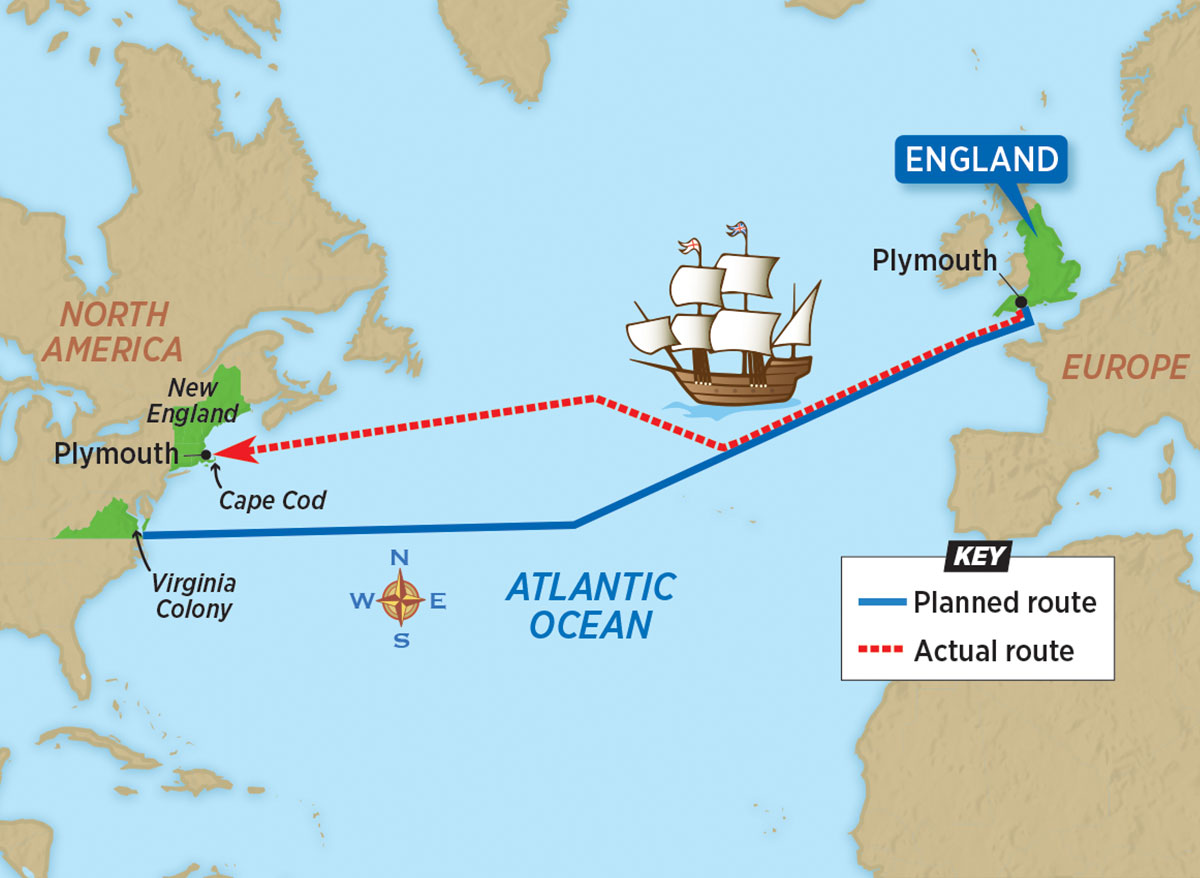 ENGLAND
Plymouth
NORTH
AMERICA
EUROPE
New
England
Plymouth
Cape Cod
Virginia
Colony
N
W E
S
ATLANTIC
OCEAN
KEY
Planned route
Actual route